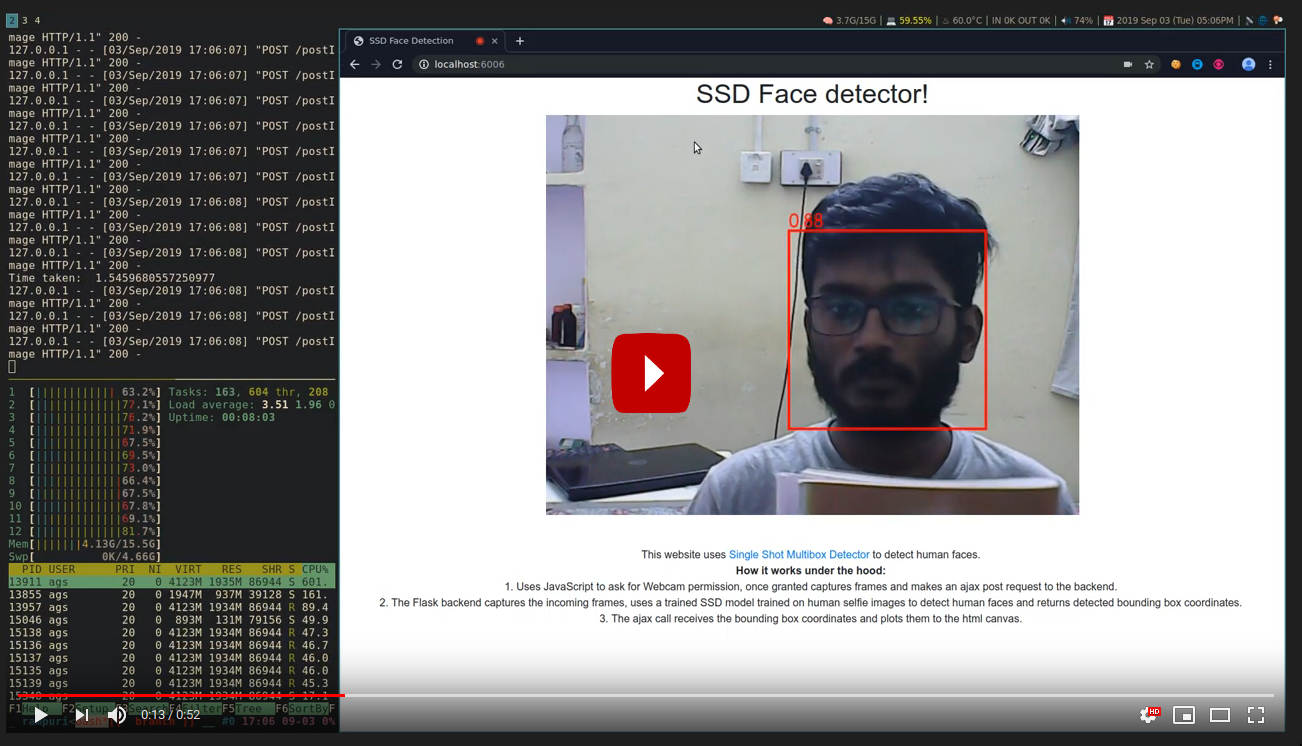 2 3 4
3.7G/15G | 59.55% | 60.0°C | IN 0K OUT 0K | 74% | 2019 Sep 03 (Tue) 05:06PM |
mage HTTP/1.1" 200 -
127.0.0.1 - - [03/Sep/2019 17:06:07] "POST /postI
mage HTTP/1.1" 200 -
127.0.0.1 - - [03/Sep/2019 17:06:07] "POST /postI
mage HTTP/1.1" 200 -
127.0.0.1 - - [03/Sep/2019 17:06:07] "POST /postI
mage HTTP/1.1" 200 -
127.0.0.1 - - [03/Sep/2019 17:06:07] "POST /postI
mage HTTP/1.1" 200 -
127.0.0.1 - - [03/Sep/2019 17:06:07] "POST /postI
mage HTTP/1.1" 200 -
127.0.0.1 - - [03/Sep/2019 17:06:07] "POST /postI
mage HTTP/1.1" 200 -
127.0.0.1 - - [03/Sep/2019 17:06:08] "POST /postI
mage HTTP/1.1" 200 -
127.0.0.1 - - [03/Sep/2019 17:06:08] "POST /postI
mage HTTP/1.1" 200 -
127.0.0.1 - - [03/Sep/2019 17:06:08] "POST /postI
mage HTTP/1.1" 200 -
Time taken:  1.5459680557250977
127.0.0.1 - - [03/Sep/2019 17:06:08] "POST /postI
mage HTTP/1.1" 200 -
127.0.0.1 - - [03/Sep/2019 17:06:08] "POST /postI
mage HTTP/1.1" 200 -
127.0.0.1 - - [03/Sep/2019 17:06:08] "POST /postI
mage HTTP/1.1" 200 -
1 [||||||||||||| 63.2%] Tasks: 163, 604 thr, 208
2 [|||||||||||||77.1%] Load average: 3.51 1.96 0
3 [|||||||||||||76.2%] Uptime: 00:08:03
4 [|||||||||||||71.9%]
5 [|||||||||||||67.5%]
6 [|||||||||||||69.5%]
7 [|||||||||||||73.0%]
8 [|||||||||||||66.4%]
9 [|||||||||||||67.5%]
10 [|||||||||||||67.8%]
11 [|||||||||||||69.1%]
12 [|||||||||||||81.7%]
Mem[|||||||4.13G/15.5G]
Swp[ 0K/4.66G]
PID USER PRI NI VIRT RES SHR S CPU%
13911 ags 20 0 4123M 1935M 86944 S 601.
13855 ags 20 0 1947M 937M 39128 S 161.
13957 ags 20 0 4123M 1934M 86944 R 89.4
15046 ags 20 0 893M 131M 79156 S 49.9
15138 ags 20 0 4123M 1934M 86944 R 47.3
15136 ags 20 0 4123M 1934M 86944 R 46.7
15137 ags 20 0 4123M 1934M 86944 R 46.0
15135 ags 20 0 4123M 1934M 86944 R 46.0
15139 ags 20 0 4123M 1934M 86944 R 45.3
ags 20 0 4123M 1934M 86944 S 17.1
F1 F2Setup F3Search F4Filter F5Tree F6SortByF
branch #0 17:06 09-03 0%
SSD Face Detection
localhost:6006
SSD Face detector!
0.88
This website uses Single Shot Multibox Detector to detect human faces.
How it works under the hood:
1. Uses JavaScript to ask for Webcam permission, once granted captures frames and makes an ajax post request to the backend.
2. The Flask backend captures the incoming frames, uses a trained SSD model trained on human selfie images to detect human faces and returns detected bounding box coordinates.
3. The ajax call receives the bounding box coordinates and plots them to the html canvas.
0:13 / 0:52
HD